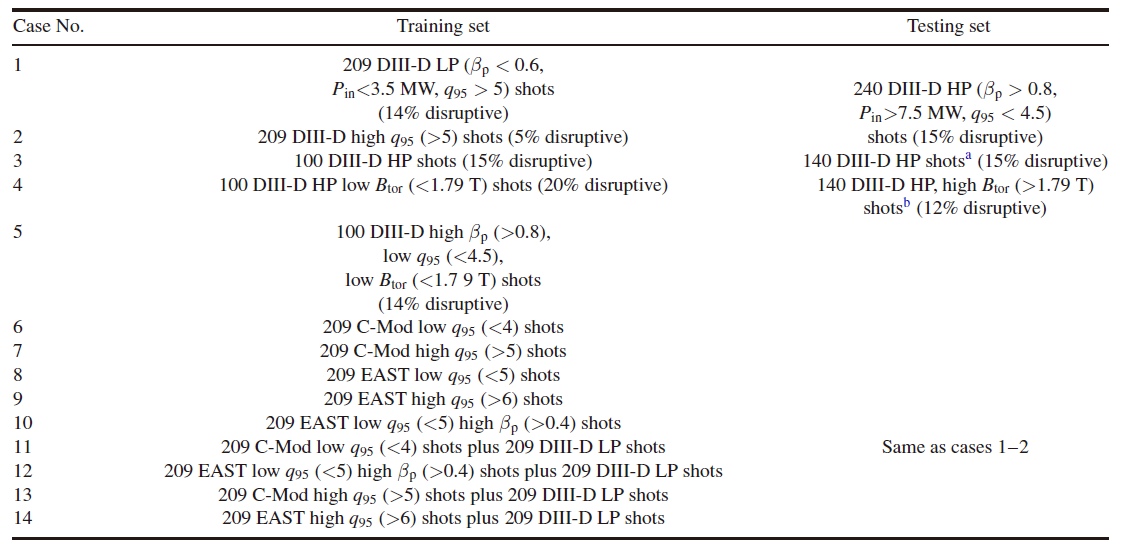 Case No. Training set Testing set
1 209 DIII-D LP (βp < 0.6,
Pin<3.5 MW, q95 > 5) shots 240 DIII-D HP (βp > 0.8,
(14% disruptive) Pin>7.5 MW, q95 < 4.5)
2 209 DIII-D high q95 (>5) shots (5% disruptive) shots (15% disruptive)
3 100 DIII-D HP shots (15% disruptive) 140 DIII-D HP shotsᵃ (15% disruptive)
4 100 DIII-D HP low Btor (<1.79 T) shots (20% disruptive) 140 DIII-D HP, high Btor (>1.79 T)
shotsᵇ (12% disruptive)
5 100 DIII-D high βp (>0.8),
low q95 (<4.5),
low Btor (<1.7 9 T) shots
(14% disruptive)
6 209 C-Mod low q95 (<4) shots
7 209 C-Mod high q95 (>5) shots
8 209 EAST low q95 (<5) shots
9 209 EAST high q95 (>6) shots
10 209 EAST low q95 (<5) high βp (>0.4) shots
11 209 C-Mod low q95 (<4) shots plus 209 DIII-D LP shots Same as cases 1–2
12 209 EAST low q95 (<5) high βp (>0.4) shots plus 209 DIII-D LP shots
13 209 C-Mod high q95 (>5) shots plus 209 DIII-D LP shots
14 209 EAST high q95 (>6) shots plus 209 DIII-D LP shots